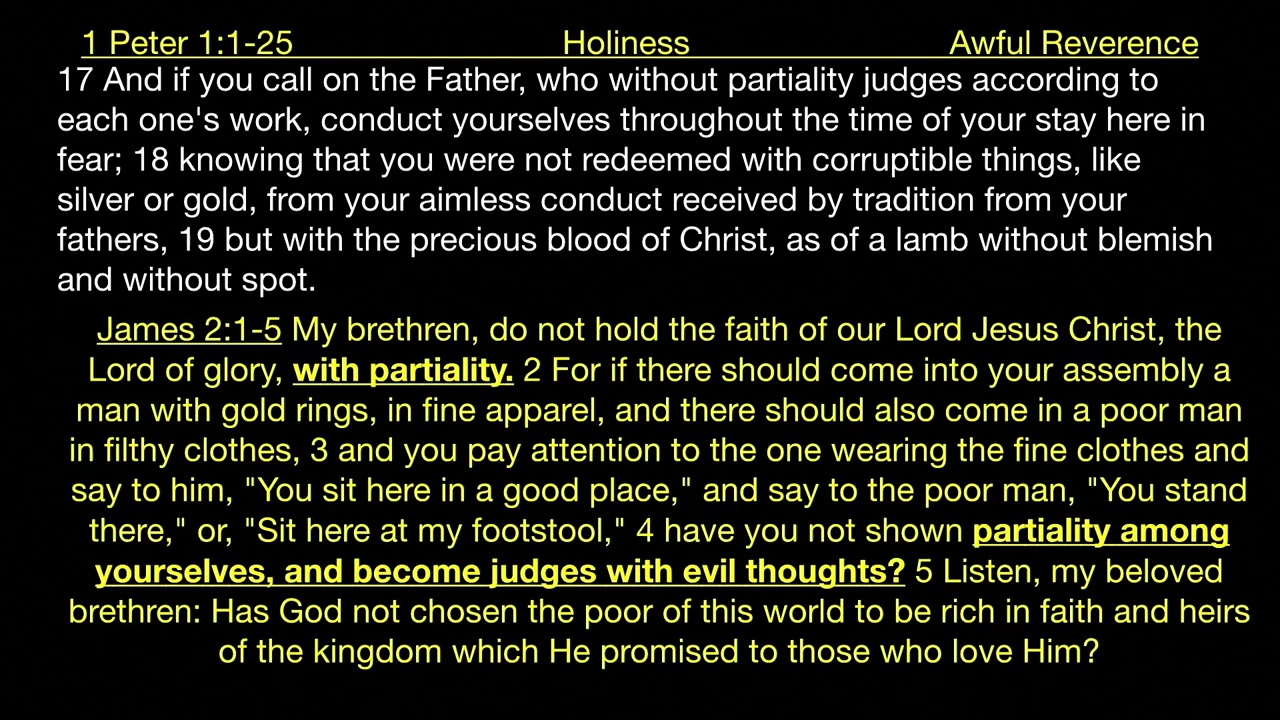 1 Peter 1:1-25 Holiness Awful Reverence
17 And if you call on the Father, who without partiality judges according to
each one's work, conduct yourselves throughout the time of your stay here in
fear; 18 knowing that you were not redeemed with corruptible things, like
silver or gold, from your aimless conduct received by tradition from your
fathers, 19 but with the precious blood of Christ, as of a lamb without blemish
and without spot.
James 2:1-5 My brethren, do not hold the faith of our Lord Jesus Christ, the
Lord of glory, with partiality. 2 For if there should come into your assembly a
man with gold rings, in fine apparel, and there should also come in a poor man
in filthy clothes, 3 and you pay attention to the one wearing the fine clothes and
say to him, "You sit here in a good place," and say to the poor man, "You stand
there," or, "Sit here at my footstool," 4 have you not shown partiality among
yourselves, and become judges with evil thoughts? 5 Listen, my beloved
brethren: Has God not chosen the poor of this world to be rich in faith and heirs
of the kingdom which He promised to those who love Him?